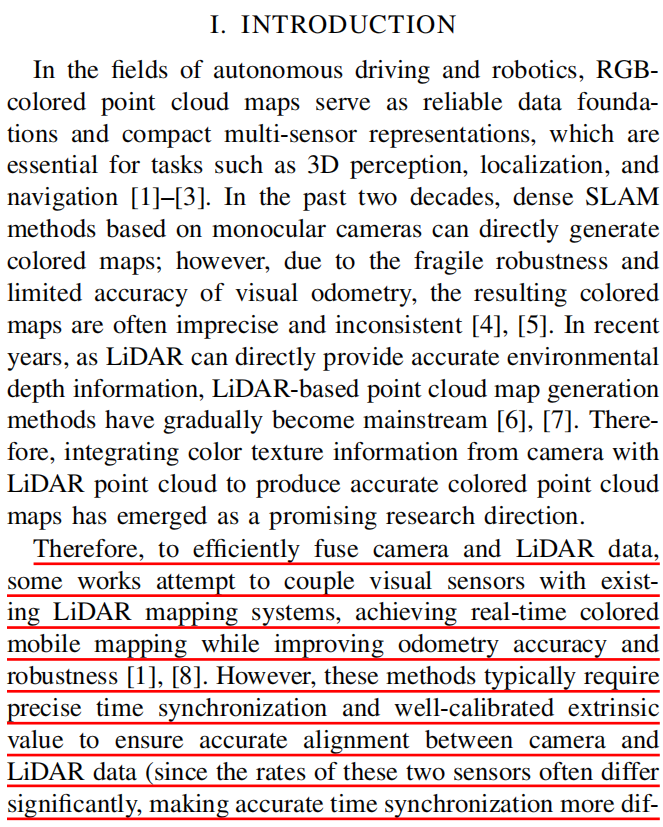 I. INTRODUCTION
In the fields of autonomous driving and robotics, RGB-
colored point cloud maps serve as reliable data founda-
tions and compact multi-sensor representations, which are
essential for tasks such as 3D perception, localization, and
navigation [1]–[3]. In the past two decades, dense SLAM
methods based on monocular cameras can directly generate
colored maps; however, due to the fragile robustness and
limited accuracy of visual odometry, the resulting colored
maps are often imprecise and inconsistent [4], [5]. In recent
years, as LiDAR can directly provide accurate environmental
depth information, LiDAR-based point cloud map generation
methods have gradually become mainstream [6], [7]. There-
fore, integrating color texture information from camera with
LiDAR point cloud to produce accurate colored point cloud
maps has emerged as a promising research direction.
Therefore, to efficiently fuse camera and LiDAR data,
some works attempt to couple visual sensors with exist-
ing LiDAR mapping systems, achieving real-time colored
mobile mapping while improving odometry accuracy and
robustness [1], [8]. However, these methods typically require
precise time synchronization and well-calibrated extrinsic
value to ensure accurate alignment between camera and
LiDAR data (since the rates of these two sensors often differ
significantly, making accurate time synchronization more dif-